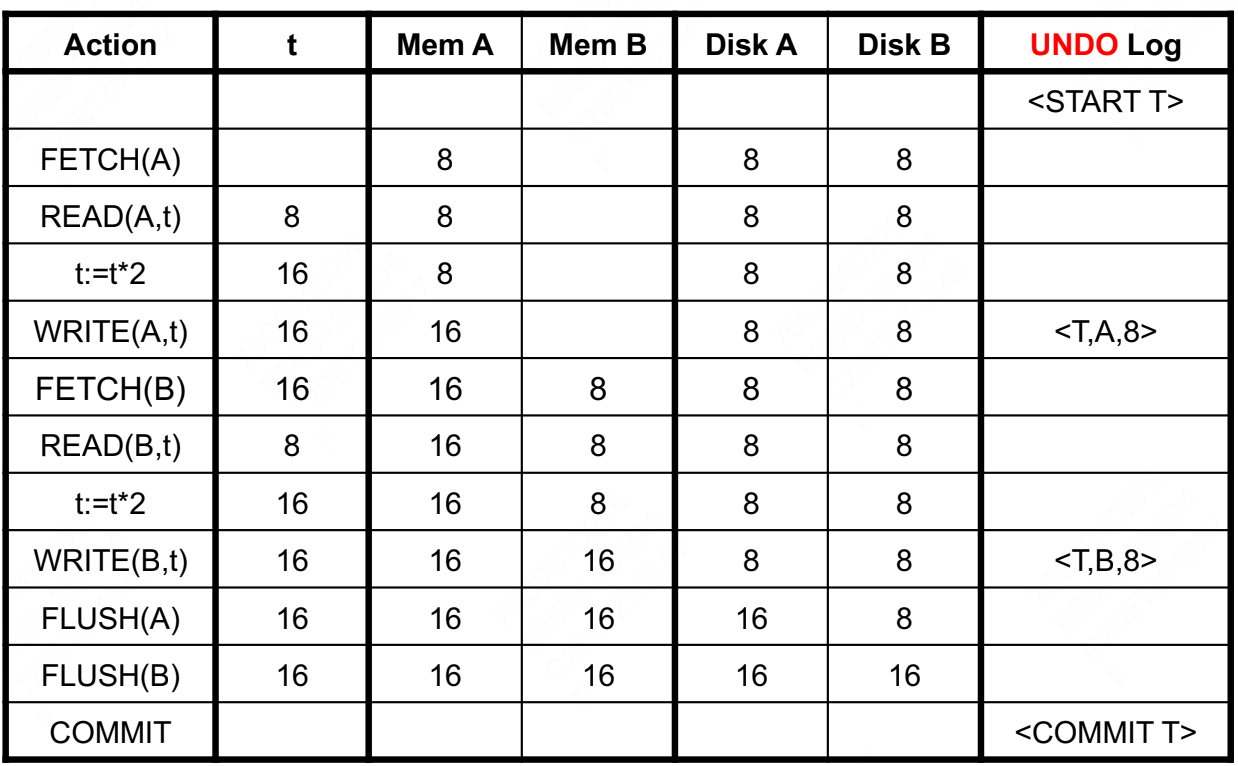 Action t Mem A Mem B Disk A Disk B UNDO Log
<START T>
FETCH(A) 8 8 8
READ(A,t) 8 8 8 8
t:=t*2 16 8 8 8
WRITE(A,t) 16 16 8 8 <T,A,8>
FETCH(B) 16 16 8 8 8
READ(B,t) 8 16 8 8 8
t:=t*2 16 16 8 8 8
WRITE(B,t) 16 16 16 8 8 <T,B,8>
FLUSH(A) 16 16 16 16 8
FLUSH(B) 16 16 16 16 16
COMMIT <COMMIT T>